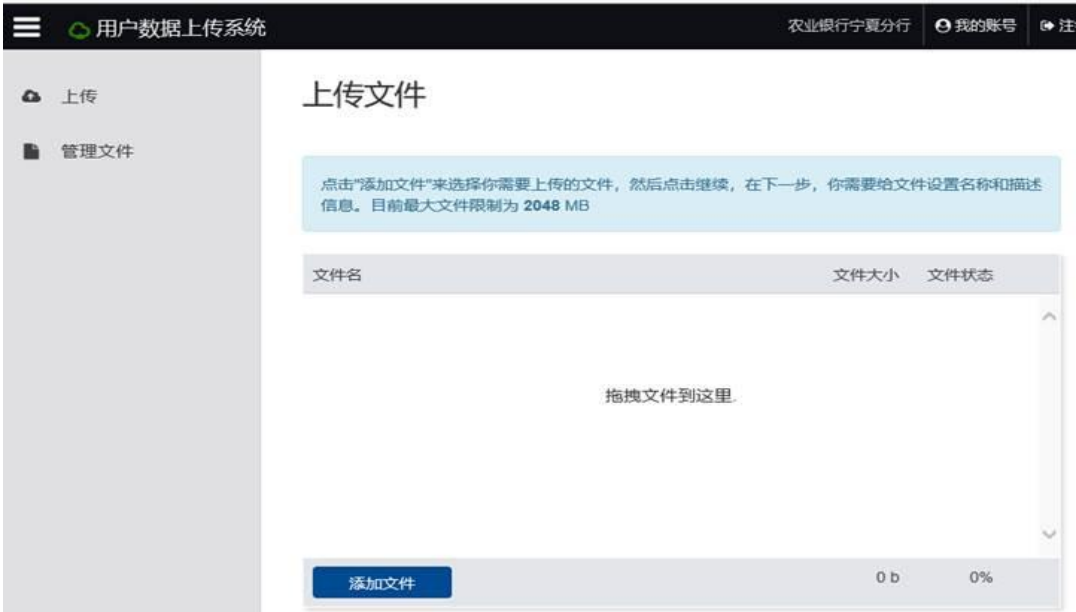 用户数据上传系统
农业银行宁夏分行
我的账号
注
上传
管理文件
上传文件
点击"添加文件"来选择你需要上传的文件，然后点击继续，在下一步，你需要给文件设置名称和描述
信息。目前最大文件限制为 2048 MB
文件名 文件大小 文件状态
拖拽文件到这里.
添加文件 0 b 0%